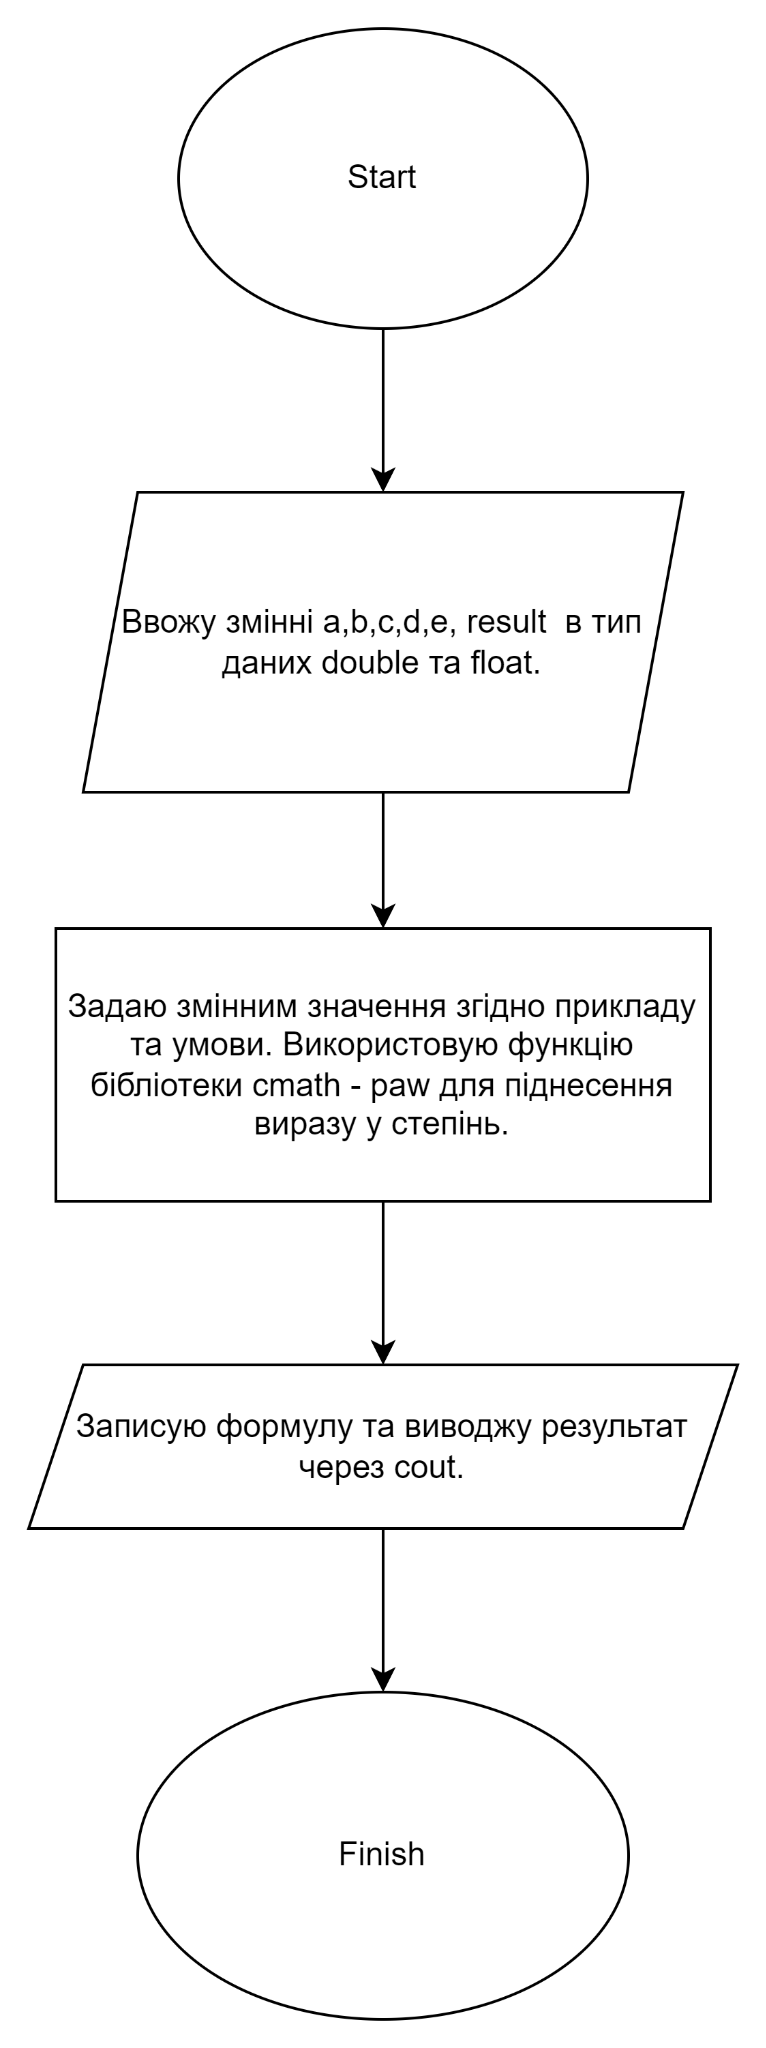 Start
Ввожу змінні a,b,c,d,e, result  в тип
даних double та float.
Задаю змінним значення згідно прикладу
та умови. Використовую функцію
бібліотеки cmath - paw для піднесення
виразу у степінь.
Записую формулу та виводжу результат
через cout.
Finish